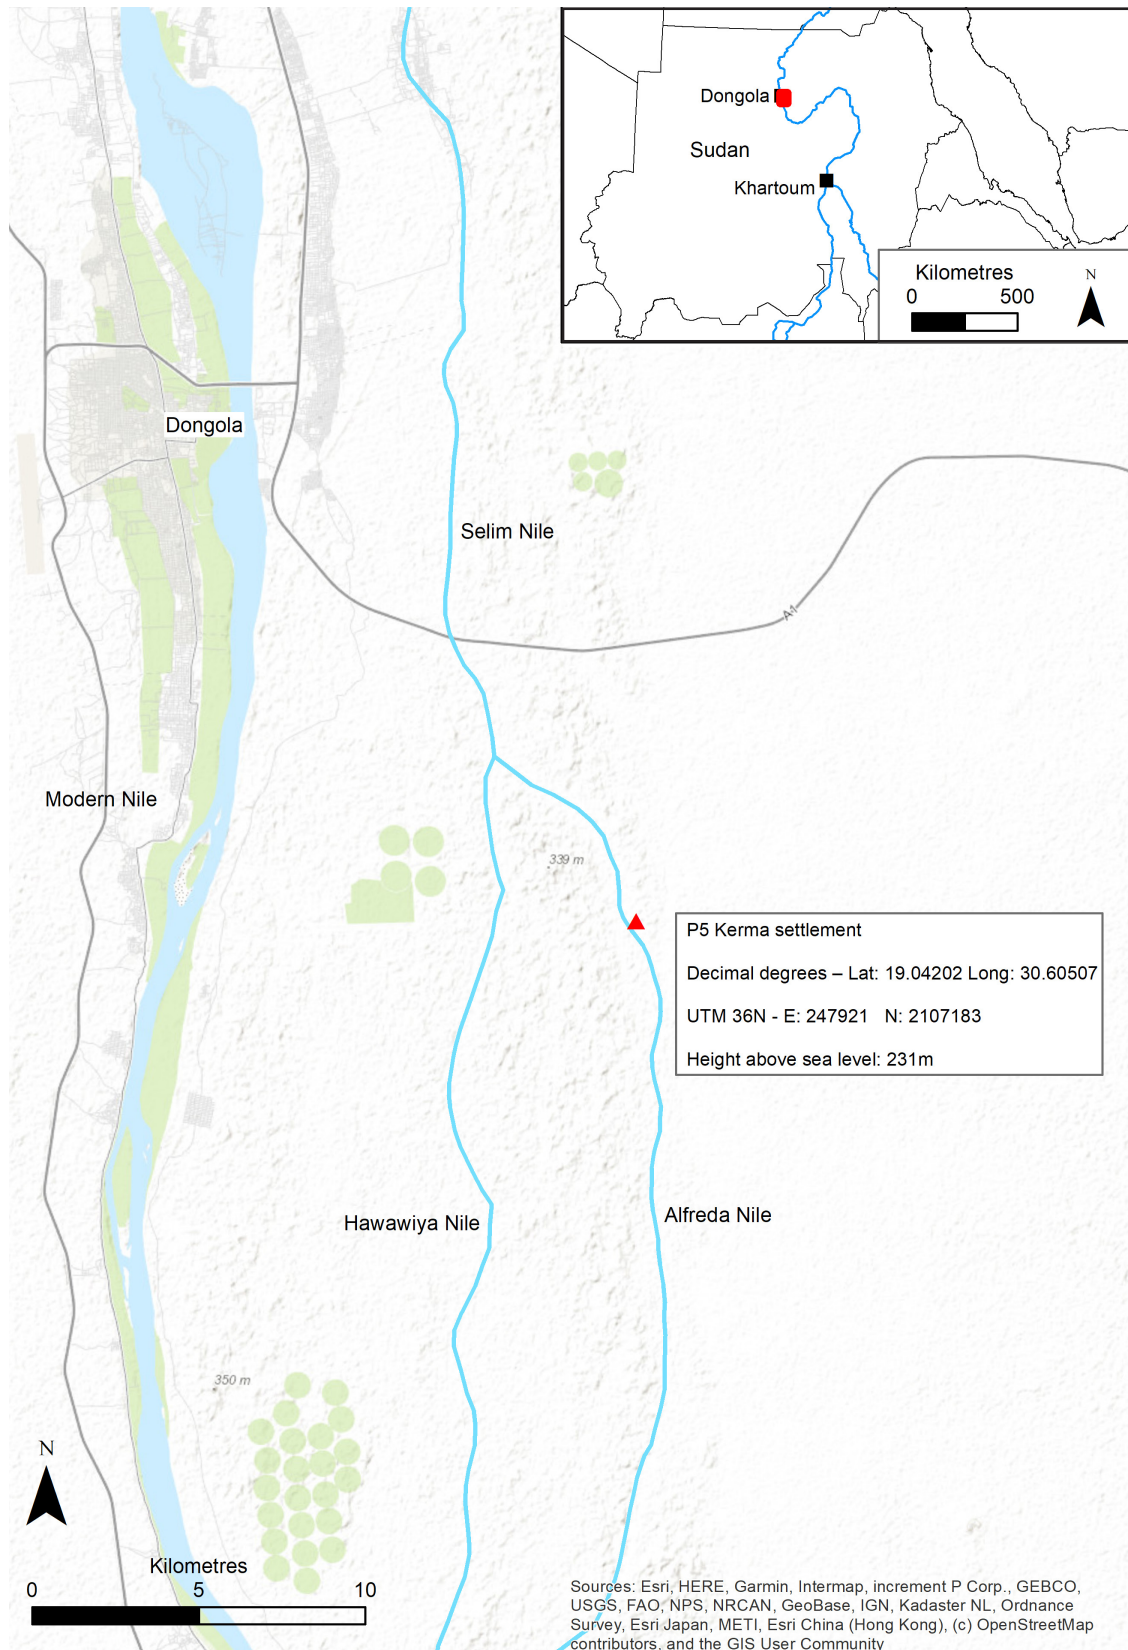 Dongola
Sudan
Khartoum
Kilometres
0 500
N
Dongola
Selim Nile
A1
Modern Nile
339 m
P5 Kerma settlement
Decimal degrees – Lat: 19.04202 Long: 30.60507
UTM 36N - E: 247921 N: 2107183
Height above sea level: 231m
Hawawiya Nile
Alfreda Nile
350 m
N
Kilometres
0 5 10
Sources: Esri, HERE, Garmin, Intermap, increment P Corp., GEBCO,
USGS, FAO, NPS, NRCAN, GeoBase, IGN, Kadaster NL, Ordnance
Survey, Esri Japan, METI, Esri China (Hong Kong), (c) OpenStreetMap
contributors, and the GIS User Community